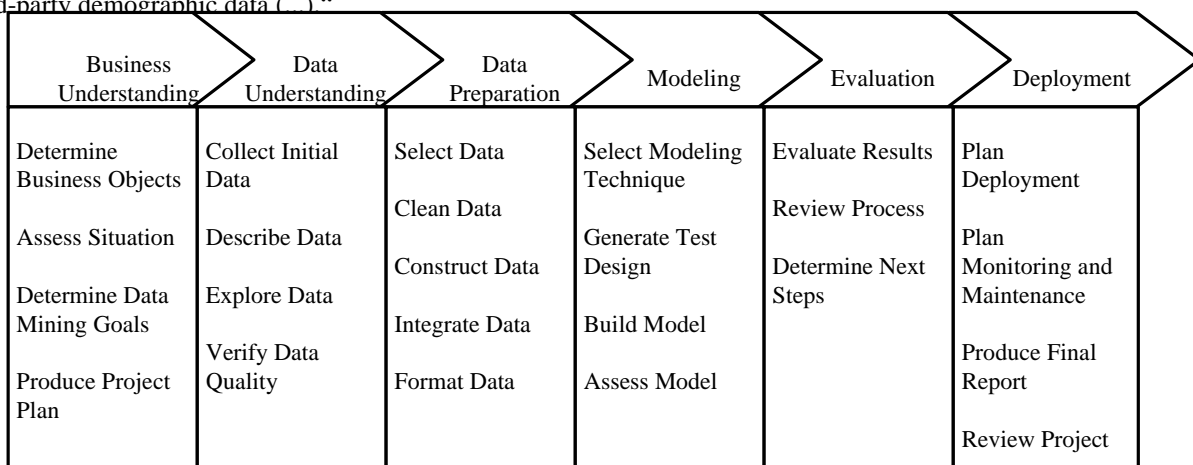 d-party demographic data (...)."
Business
Understanding
Data
Understanding
Data
Preparation
Modeling
Evaluation
Deployment
Determine
Business Objects
Assess Situation
Determine Data
Mining Goals
Produce Project
Plan
Collect Initial
Data
Describe Data
Explore Data
Verify Data
Quality
Select Data
Clean Data
Construct Data
Integrate Data
Format Data
Select Modeling
Technique
Generate Test
Design
Build Model
Assess Model
Evaluate Results
Review Process
Determine Next
Steps
Plan
Deployment
Plan
Monitoring and
Maintenance
Produce Final
Report
Review Project